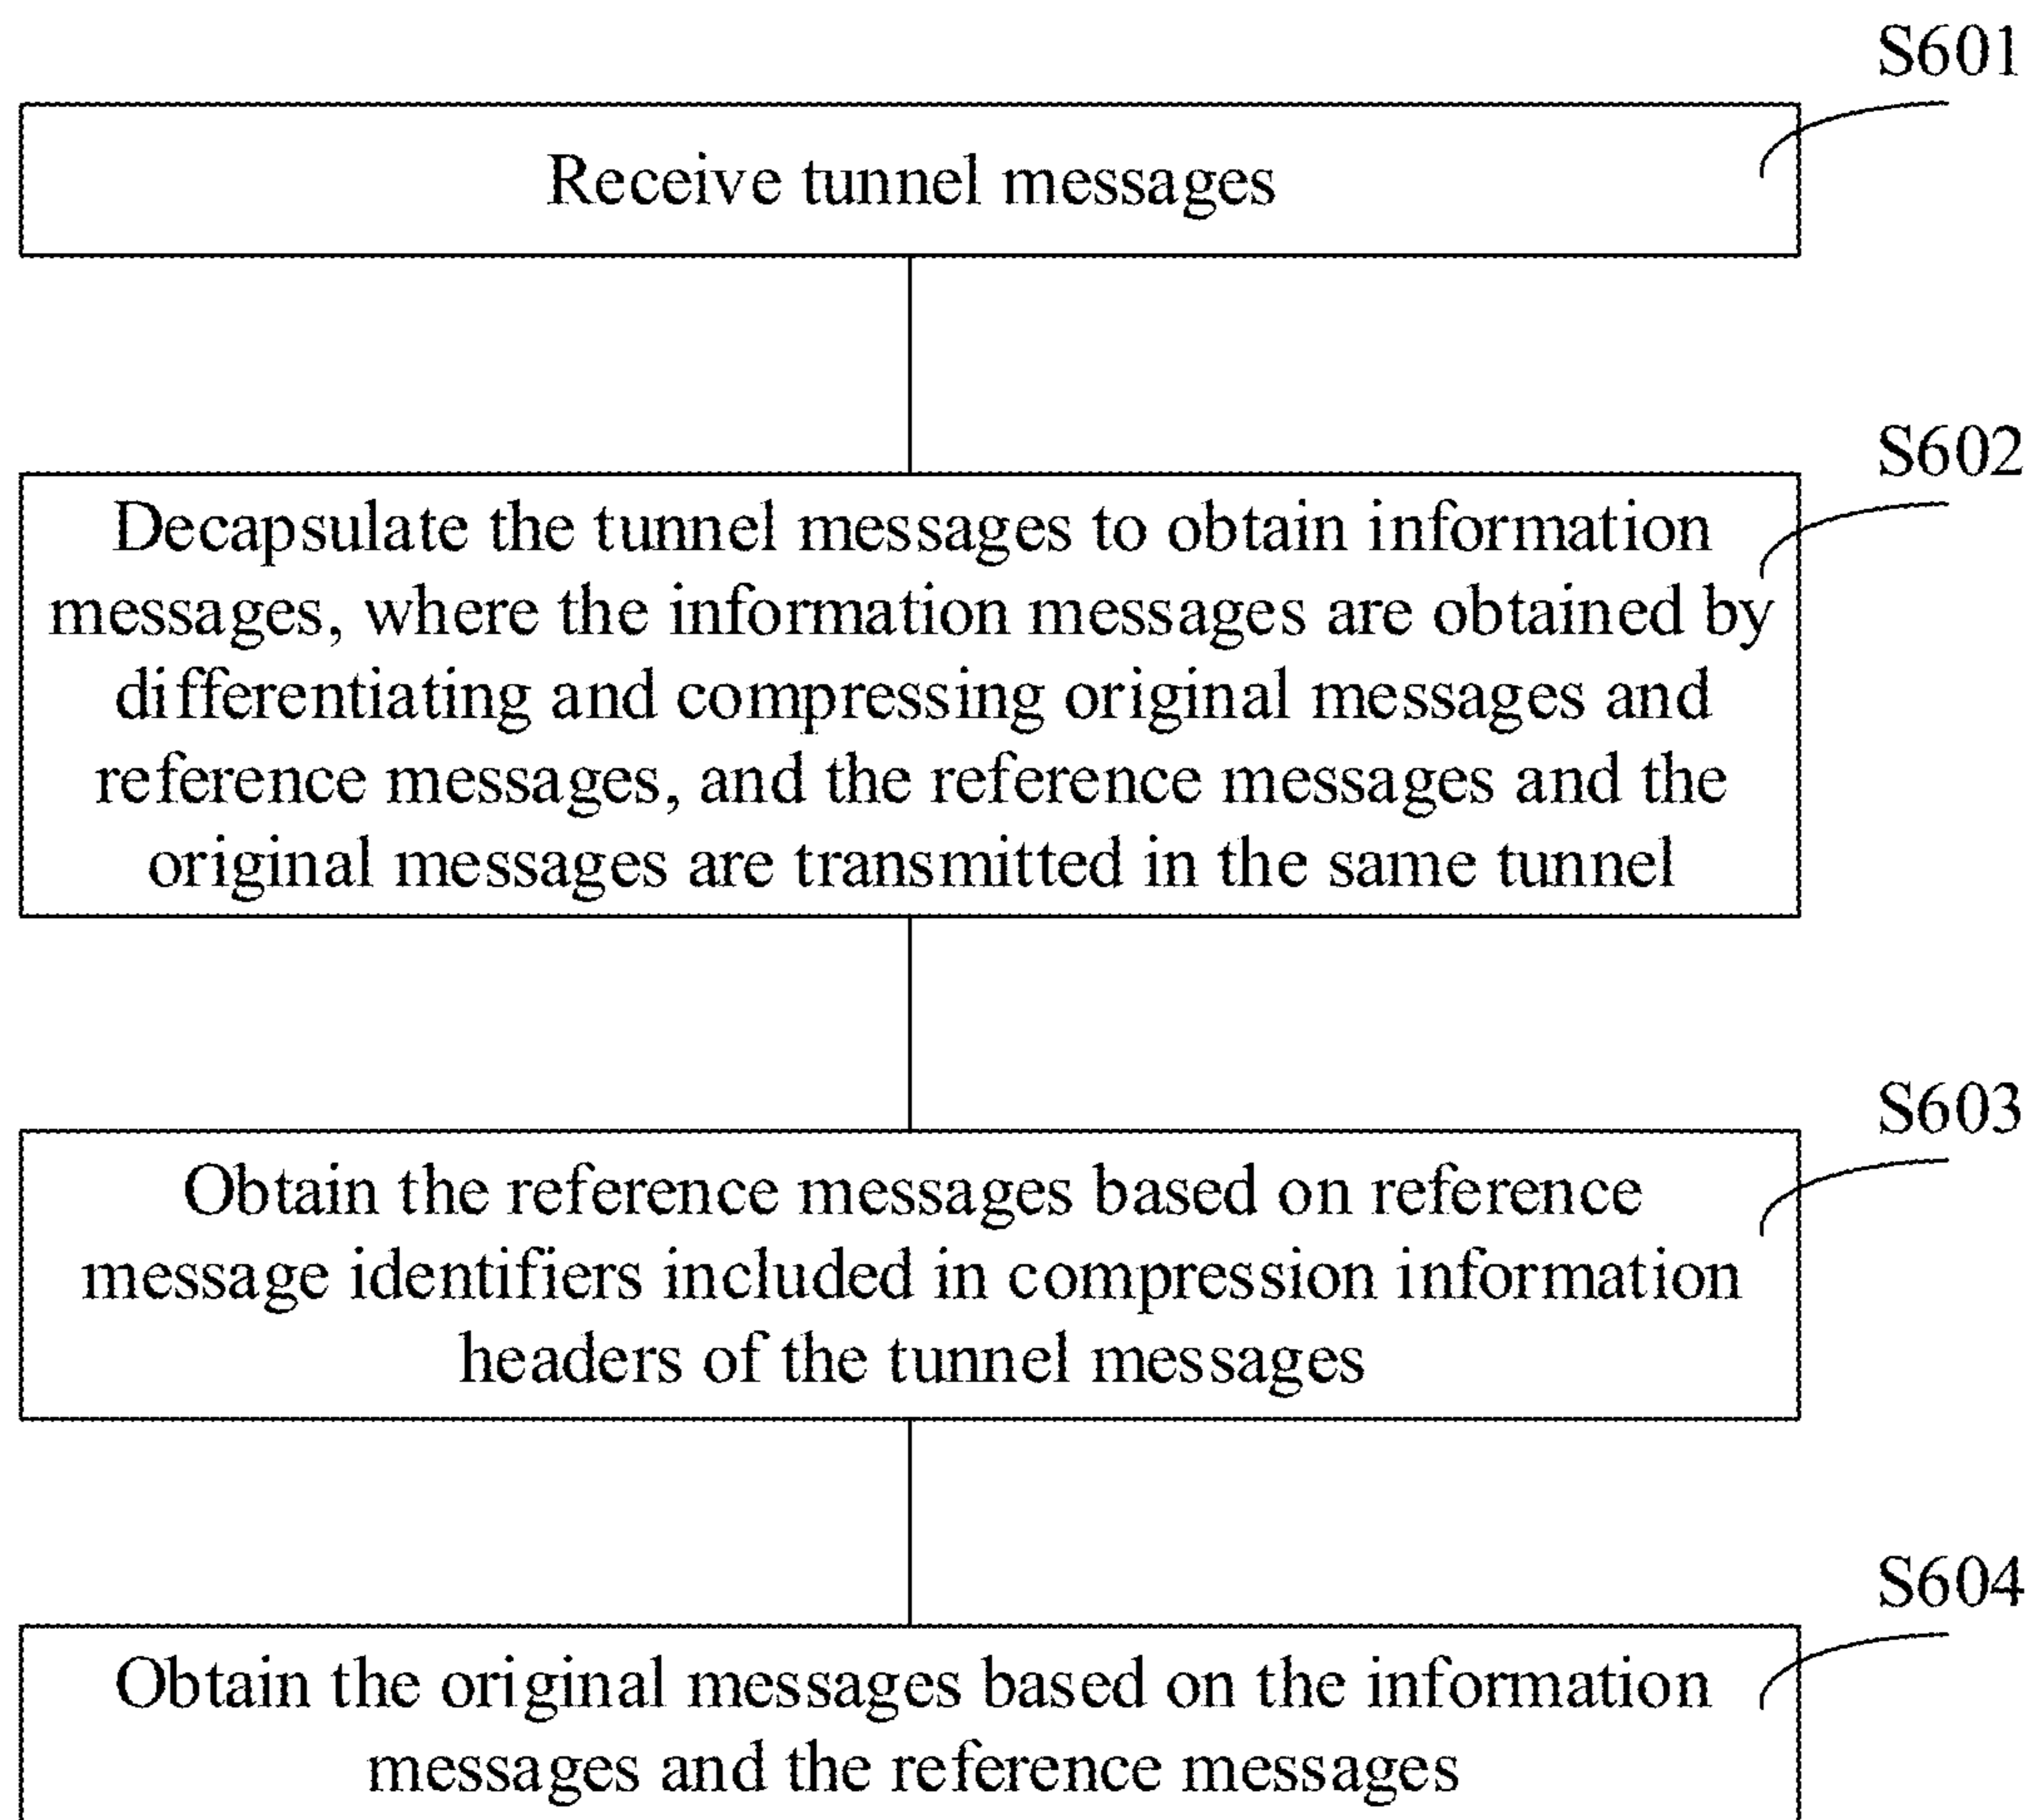 S601
Receive tunnel messages
S602
Decapsulate the tunnel messages to obtain information
messages, where the information messages are obtained by
differentiating and compressing original messages and
reference messages, and the reference messages and the
original messages are transmitted in the same tunnel
S603
Obtain the reference messages based on reference
message identifiers included in compression information
headers of the tunnel messages
S604
Obtain the original messages based on the information
messages and the reference messages